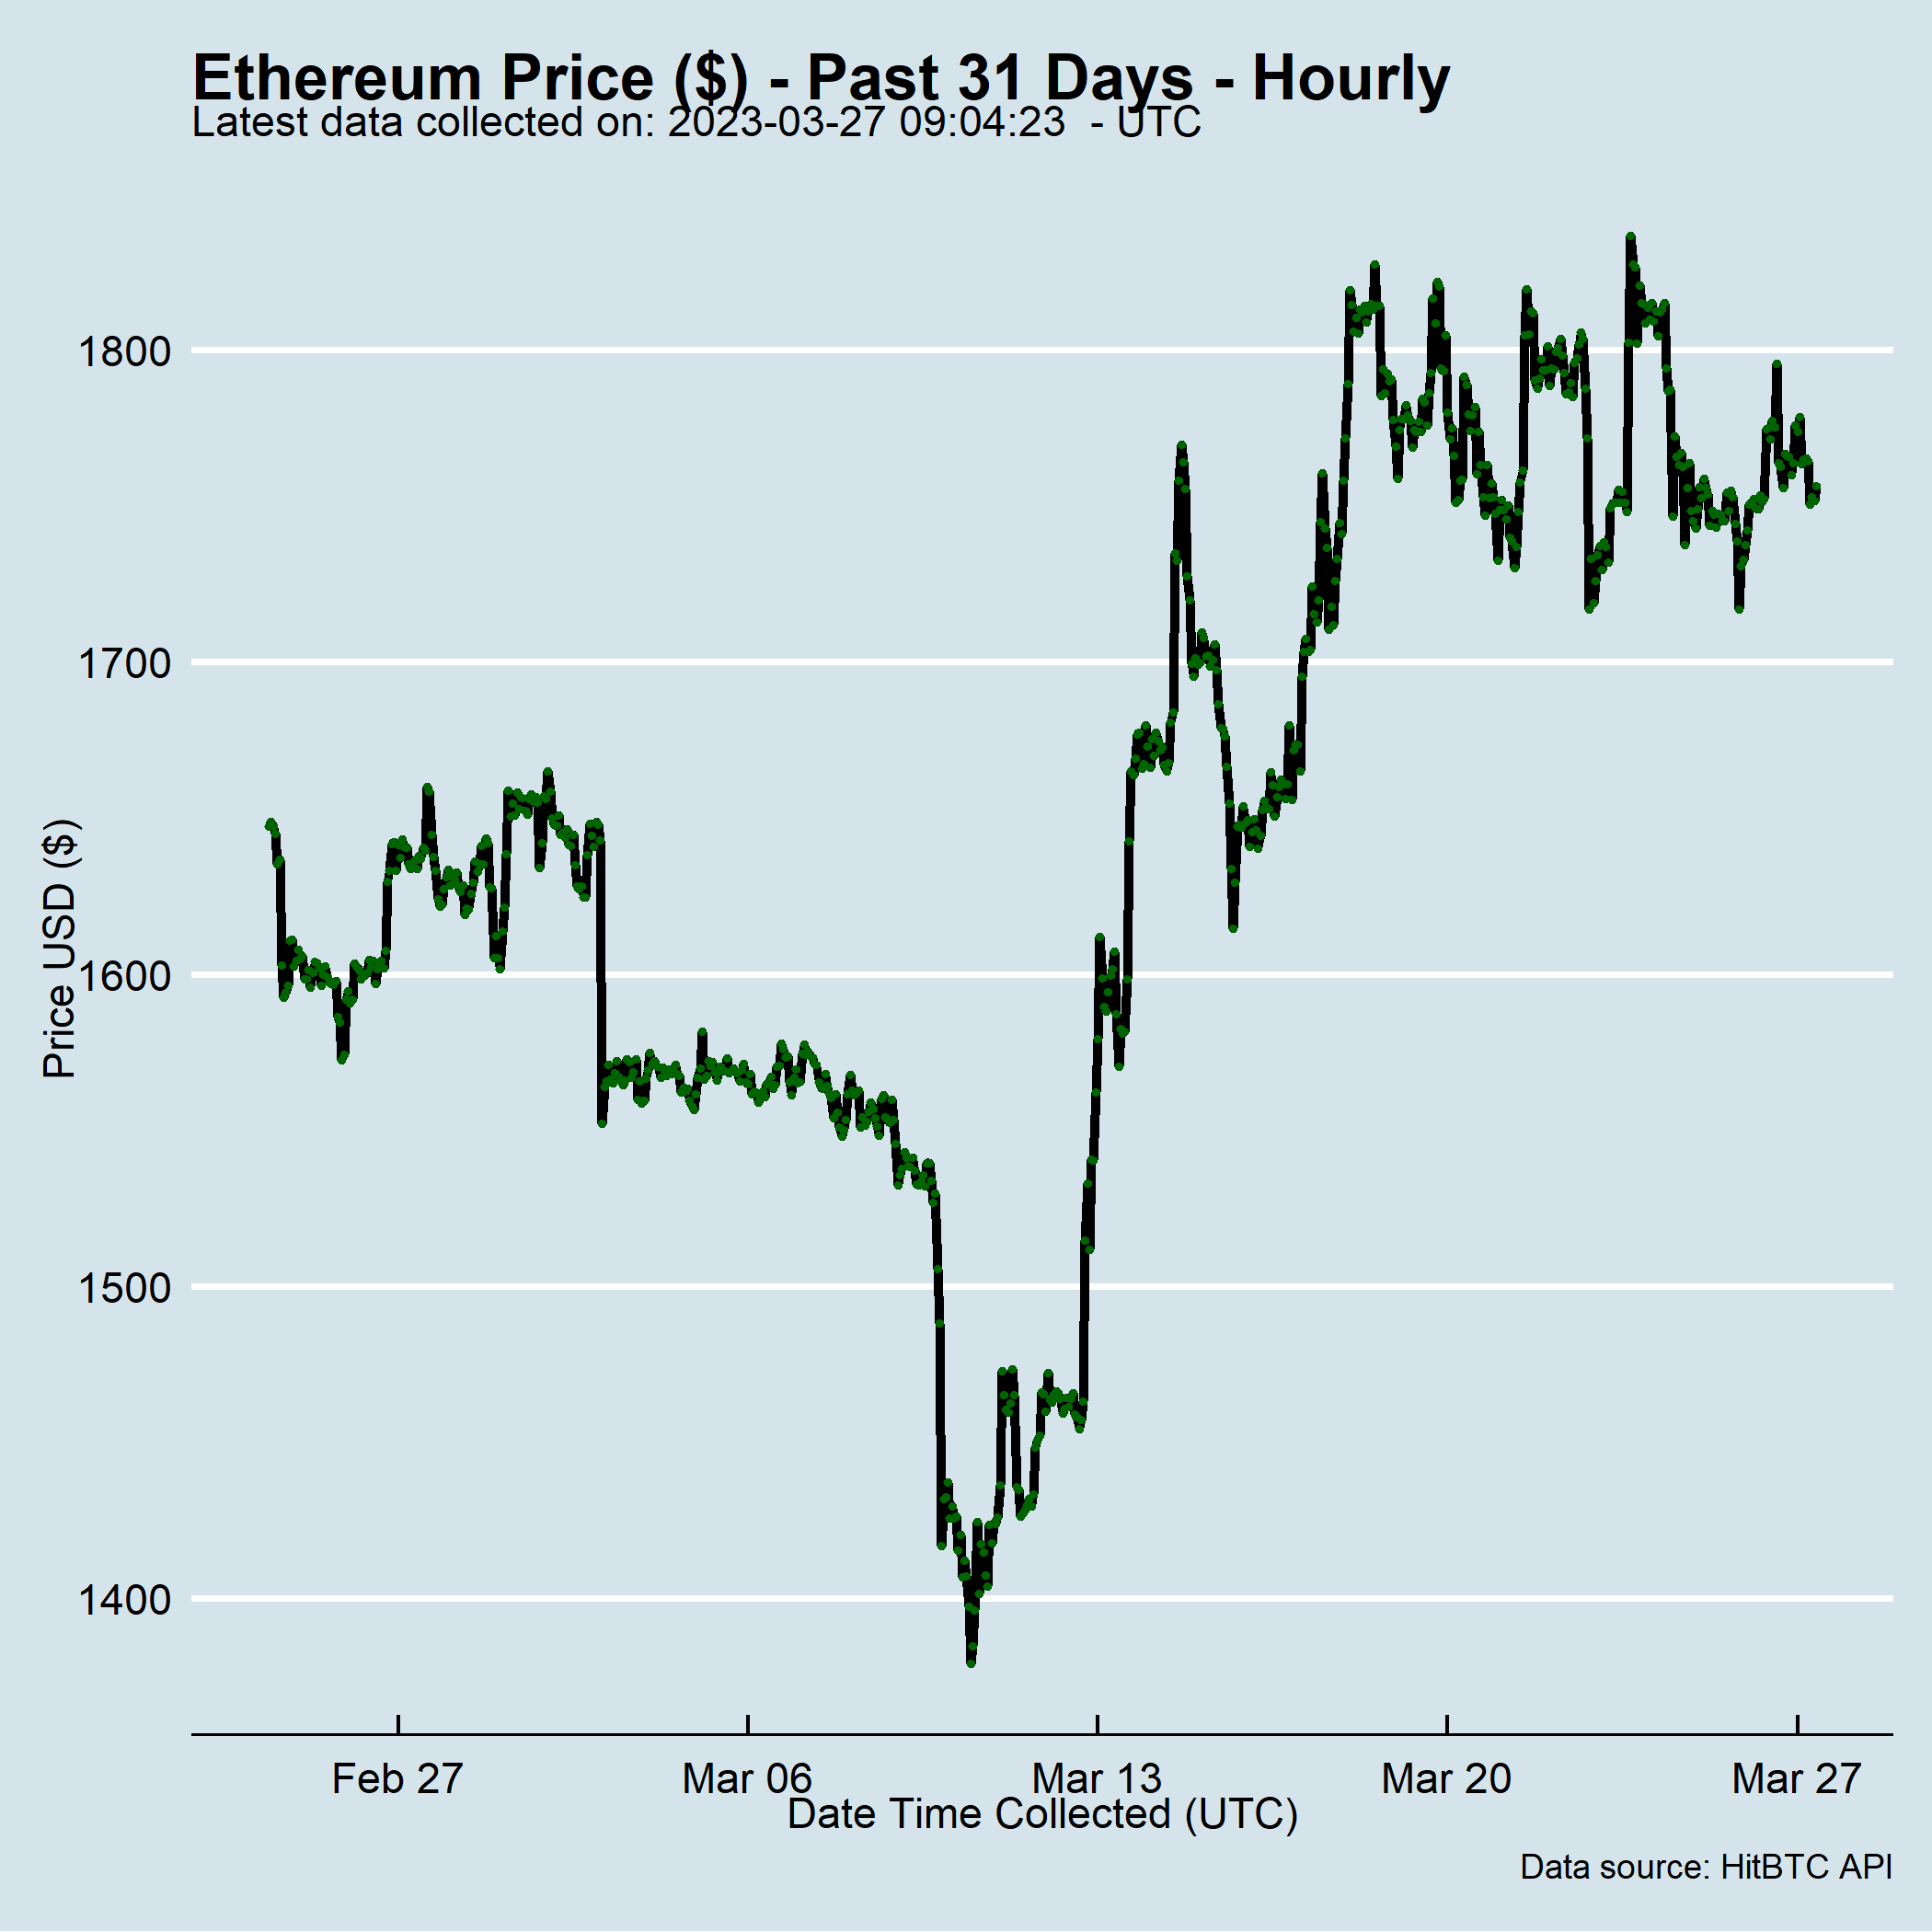 Ethereum Price ($) - Past 31 Days - Hourly
Latest data collected on: 2023-03-27 09:04:23  - UTC
Price USD ($)
1800
1700
1600
1500
1400
Feb 27 Mar 06 Mar 13 Mar 20 Mar 27
Date Time Collected (UTC)
Data source: HitBTC API